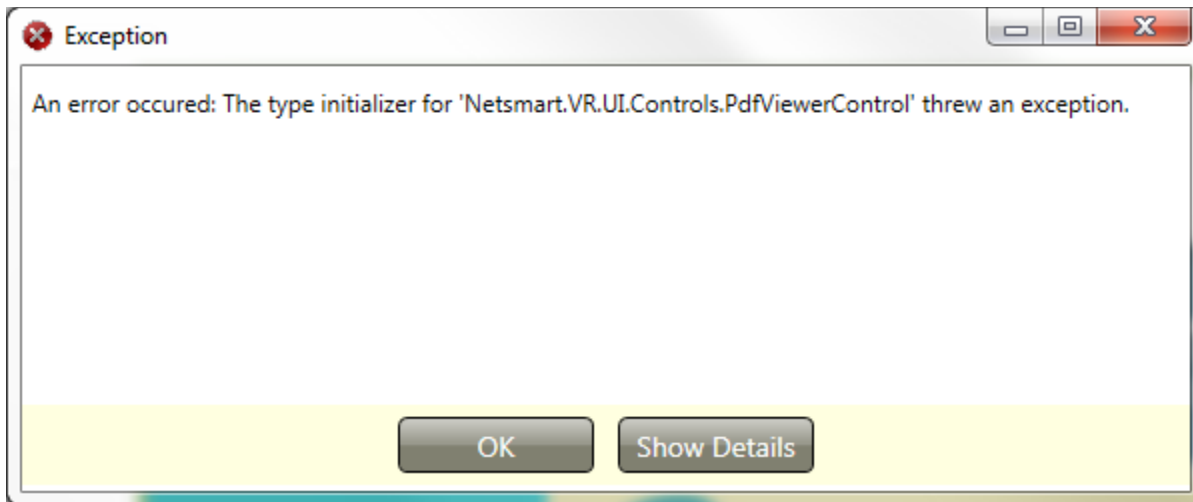 Exception
An error occured: The type initializer for 'Netsmart.VR.UI.Controls.PdfViewerControl' threw an exception.
OK
Show Details